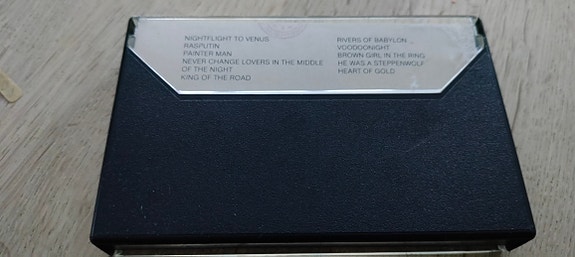 NIGHTFLIGHT TO VENUS
RASPUTIN
PAINTER MAN
NEVER CHANGE LOVERS IN THE MIDDLE
OF THE NIGHT
KING OF THE ROAD
RIVERS OF BABYLON
VOODOONIGHT
BROWN GIRL IN THE RING
HE WAS A STEPPENWOLF
HEART OF GOLD